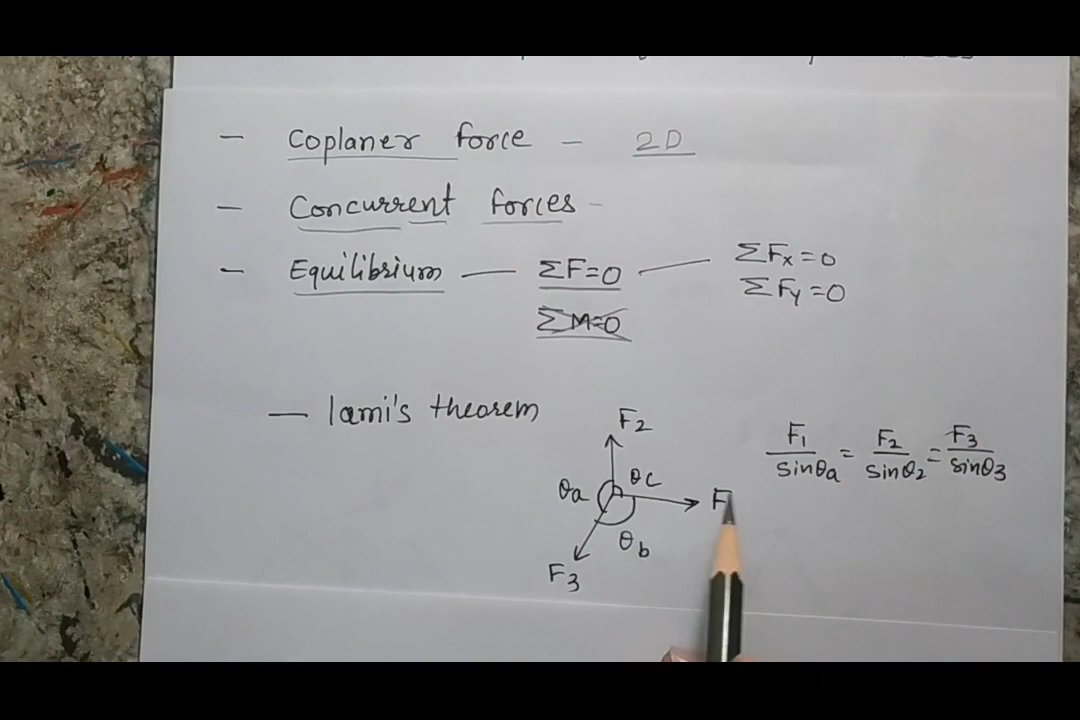 – Coplaner force – 2D
– Concurrent forces –
– Equilibrium — ΣF=0 — ΣFx=0
ΣFy=0
ΣM=0
— lami's theorem
F2
F1/sinθa = F2/sinθ2 = F3/sinθ3
θa θc
F
θb
F3